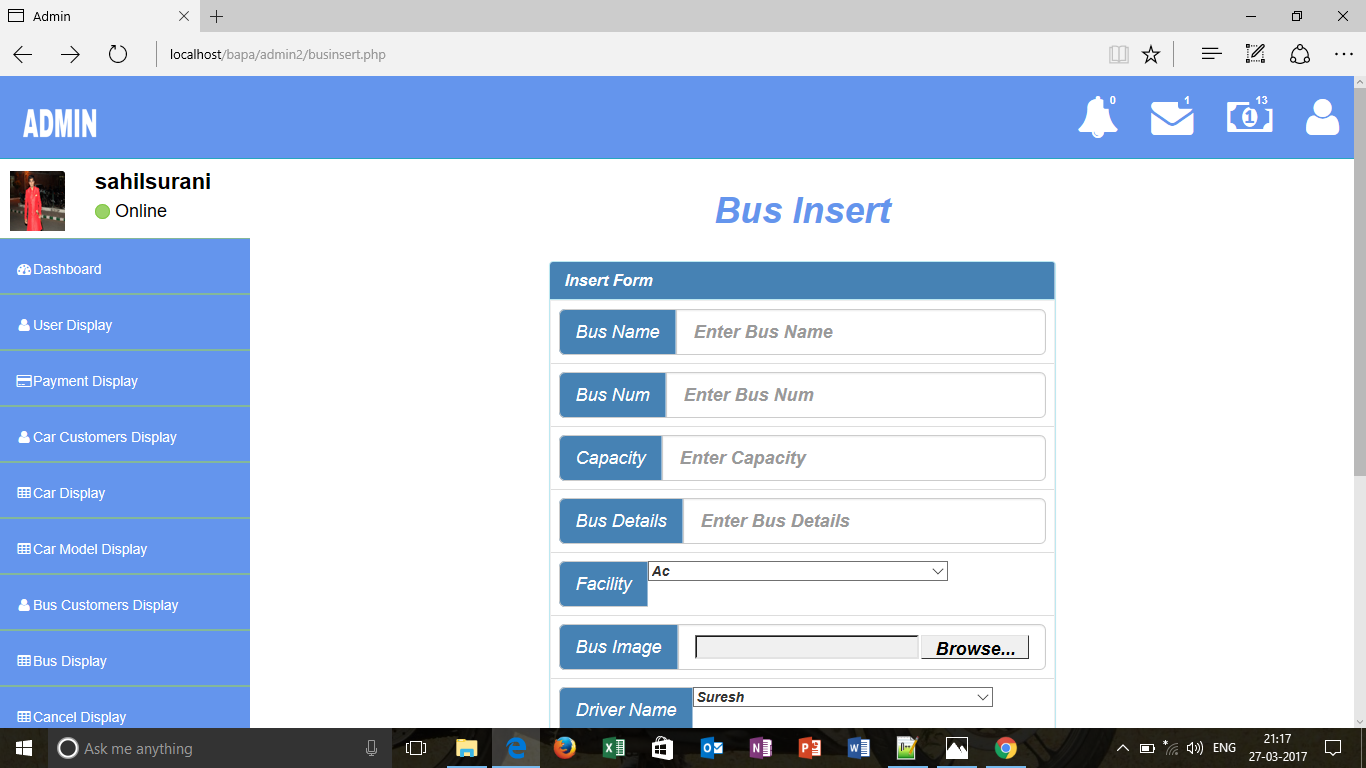 Admin
localhost/bapa/admin2/businsert.php
ADMIN
0
1
13
1
sahilsurani
Online
Bus Insert
Dashboard
User Display
Payment Display
Car Customers Display
Car Display
Car Model Display
Bus Customers Display
Bus Display
Cancel Display
Insert Form
Bus Name Enter Bus Name
Bus Num Enter Bus Num
Capacity Enter Capacity
Bus Details Enter Bus Details
Facility Ac
Bus Image Browse...
Driver Name Suresh
Ask me anything
ENG
21:17
27-03-2017